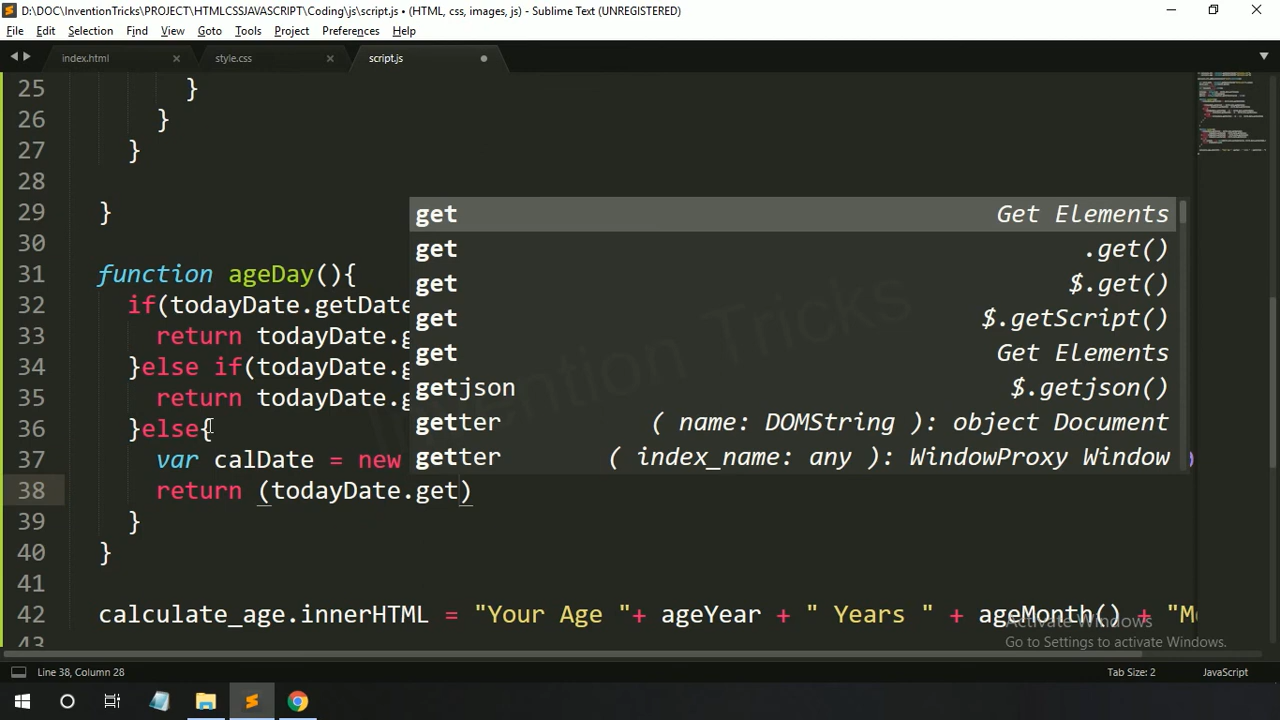 D:\DOC\InventionTricks\PROJECT\HTMLCSSJAVASCRIPT\Coding\js\script.js • (HTML, css, images, js) - Sublime Text (UNREGISTERED)
File Edit Selection Find View Goto Tools Project Preferences Help
index.html style.css script.js
25 }
26 }
27 }
28
29 }
30
31 function ageDay(){
32 if(todayDate.getDate
33 return todayDate.g
34 }else if(todayDate.g
35 return todayDate.g
36 }else{
37 var calDate = new )
38 return (todayDate.get)
39 }
40 }
41
42 calculate_age.innerHTML = "Your Age "+ ageYear + " Years " + ageMonth() + "M
43
get Get Elements
get .get()
get $.get()
get $.getScript()
get Get Elements
getjson $.getjson()
getter ( name: DOMString ): object Document
getter ( index_name: any ): WindowProxy Window
Invention Tricks
Activate Windows
Go to Settings to activate Windows.
Line 38, Column 28 Tab Size: 2 JavaScript